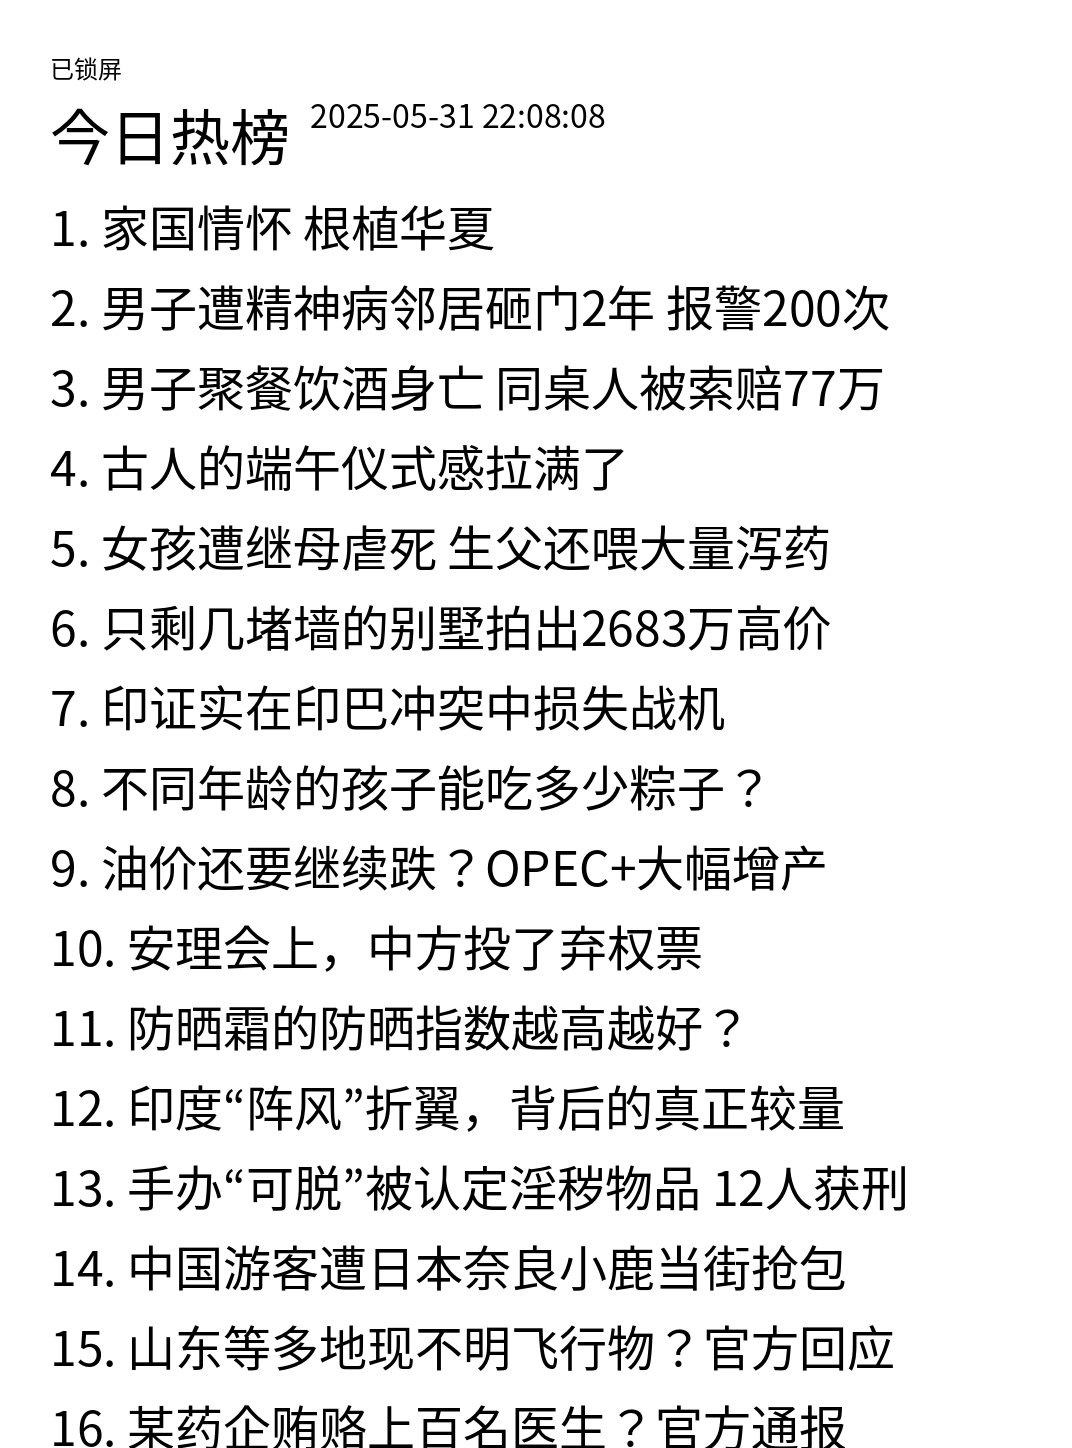 已锁屏
今日热榜 2025-05-31 22:08:08
1. 家国情怀 根植华夏
2. 男子遭精神病邻居砸门2年 报警200次
3. 男子聚餐饮酒身亡 同桌人被索赔77万
4. 古人的端午仪式感拉满了
5. 女孩遭继母虐死 生父还喂大量泻药
6. 只剩几堵墙的别墅拍出2683万高价
7. 印证实在印巴冲突中损失战机
8. 不同年龄的孩子能吃多少粽子？
9. 油价还要继续跌？OPEC+大幅增产
10. 安理会上，中方投了弃权票
11. 防晒霜的防晒指数越高越好？
12. 印度“阵风”折翼，背后的真正较量
13. 手办“可脱”被认定淫秽物品 12人获刑
14. 中国游客遭日本奈良小鹿当街抢包
15. 山东等多地现不明飞行物？官方回应
16. 某药企贿赂上百名医生？官方通报